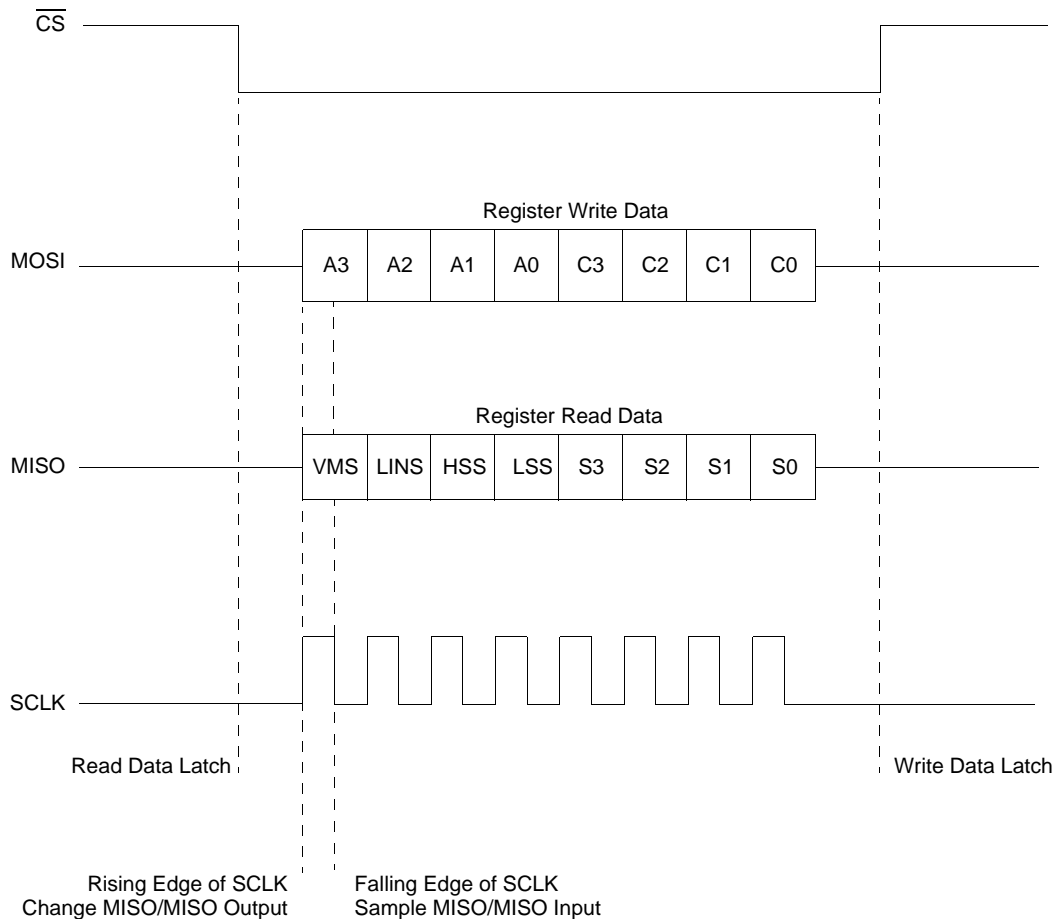 CS
Register Write Data
MOSI A3 A2 A1 A0 C3 C2 C1 C0
Register Read Data
MISO VMS LINS HSS LSS S3 S2 S1 S0
SCLK
Read Data Latch Write Data Latch
Rising Edge of SCLK Falling Edge of SCLK
Change MISO/MISO Output Sample MISO/MISO Input